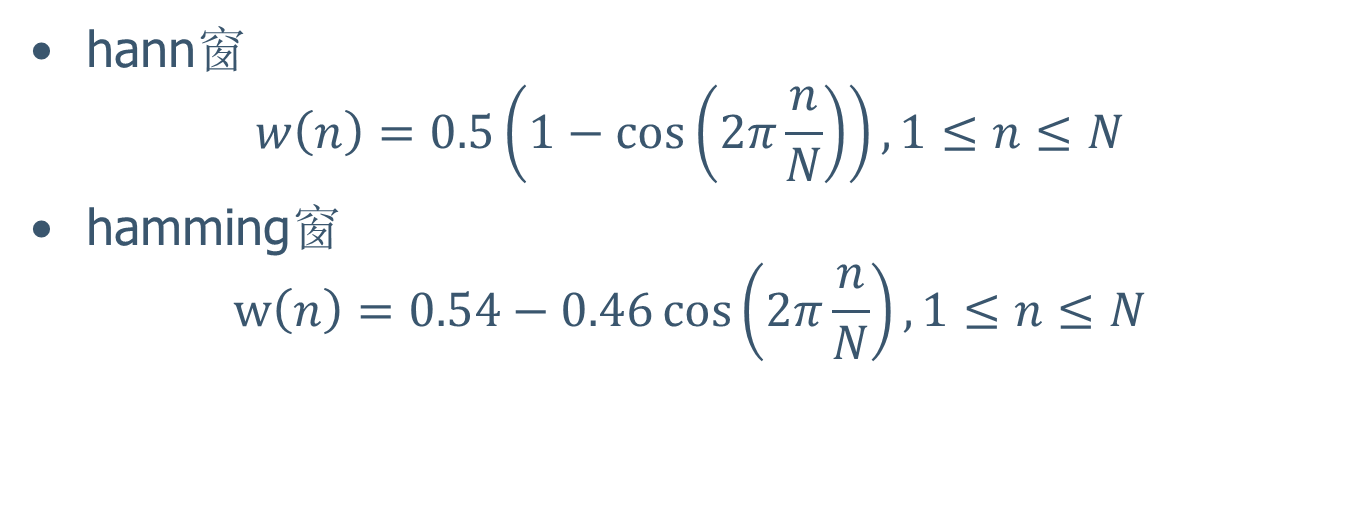 • hann窗
w(n) = 0.5(1 − cos(2π n/N)), 1 ≤ n ≤ N
• hamming窗
w(n) = 0.54 − 0.46 cos(2π n/N), 1 ≤ n ≤ N